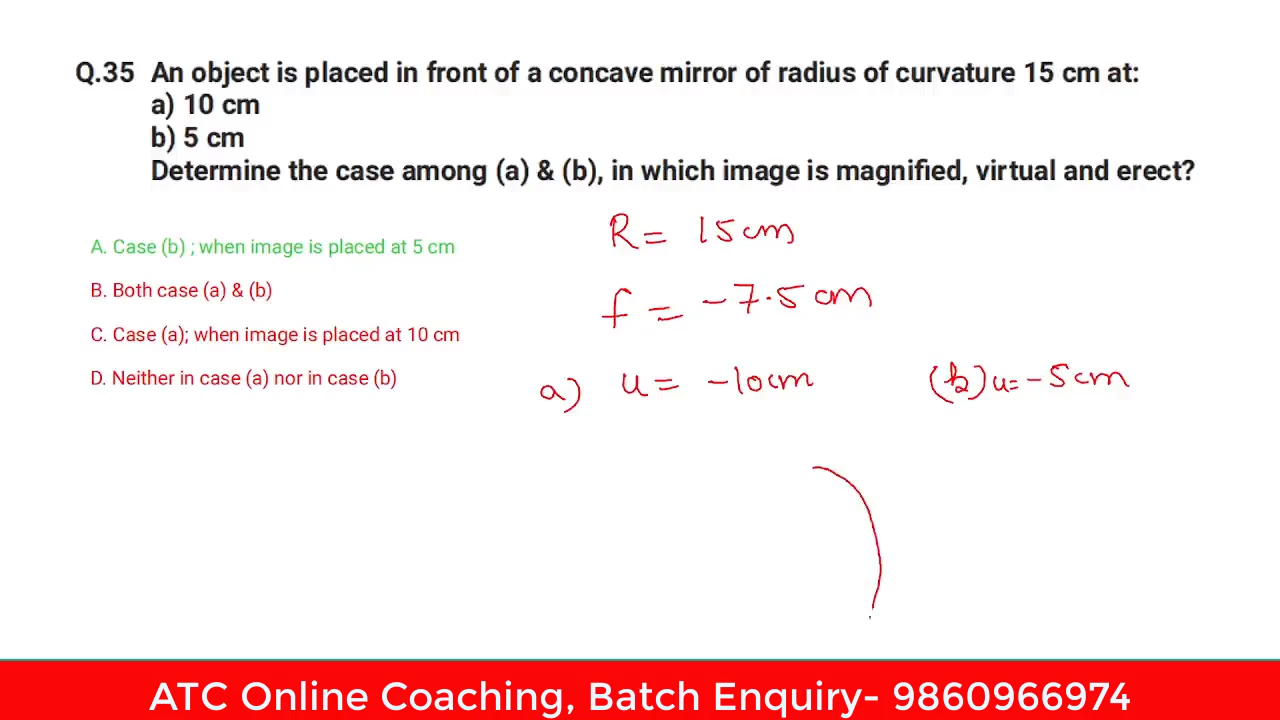 Q.35 An object is placed in front of a concave mirror of radius of curvature 15 cm at:
a) 10 cm
b) 5 cm
Determine the case among (a) & (b), in which image is magnified, virtual and erect?
A. Case (b) ; when image is placed at 5 cm
B. Both case (a) & (b)
C. Case (a); when image is placed at 10 cm
D. Neither in case (a) nor in case (b)
R = 15 cm
f = -7.5 cm
a) u = -10cm (b) u= -5cm
ATC Online Coaching, Batch Enquiry- 9860966974